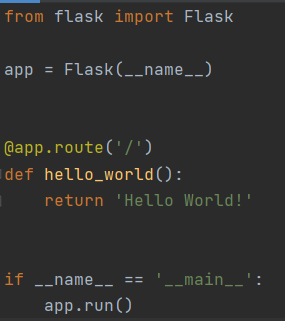 from flask import Flask
app = Flask(__name__)
@app.route('/')
def hello_world():
    return 'Hello World!'
if __name__ == '__main__':
    app.run()